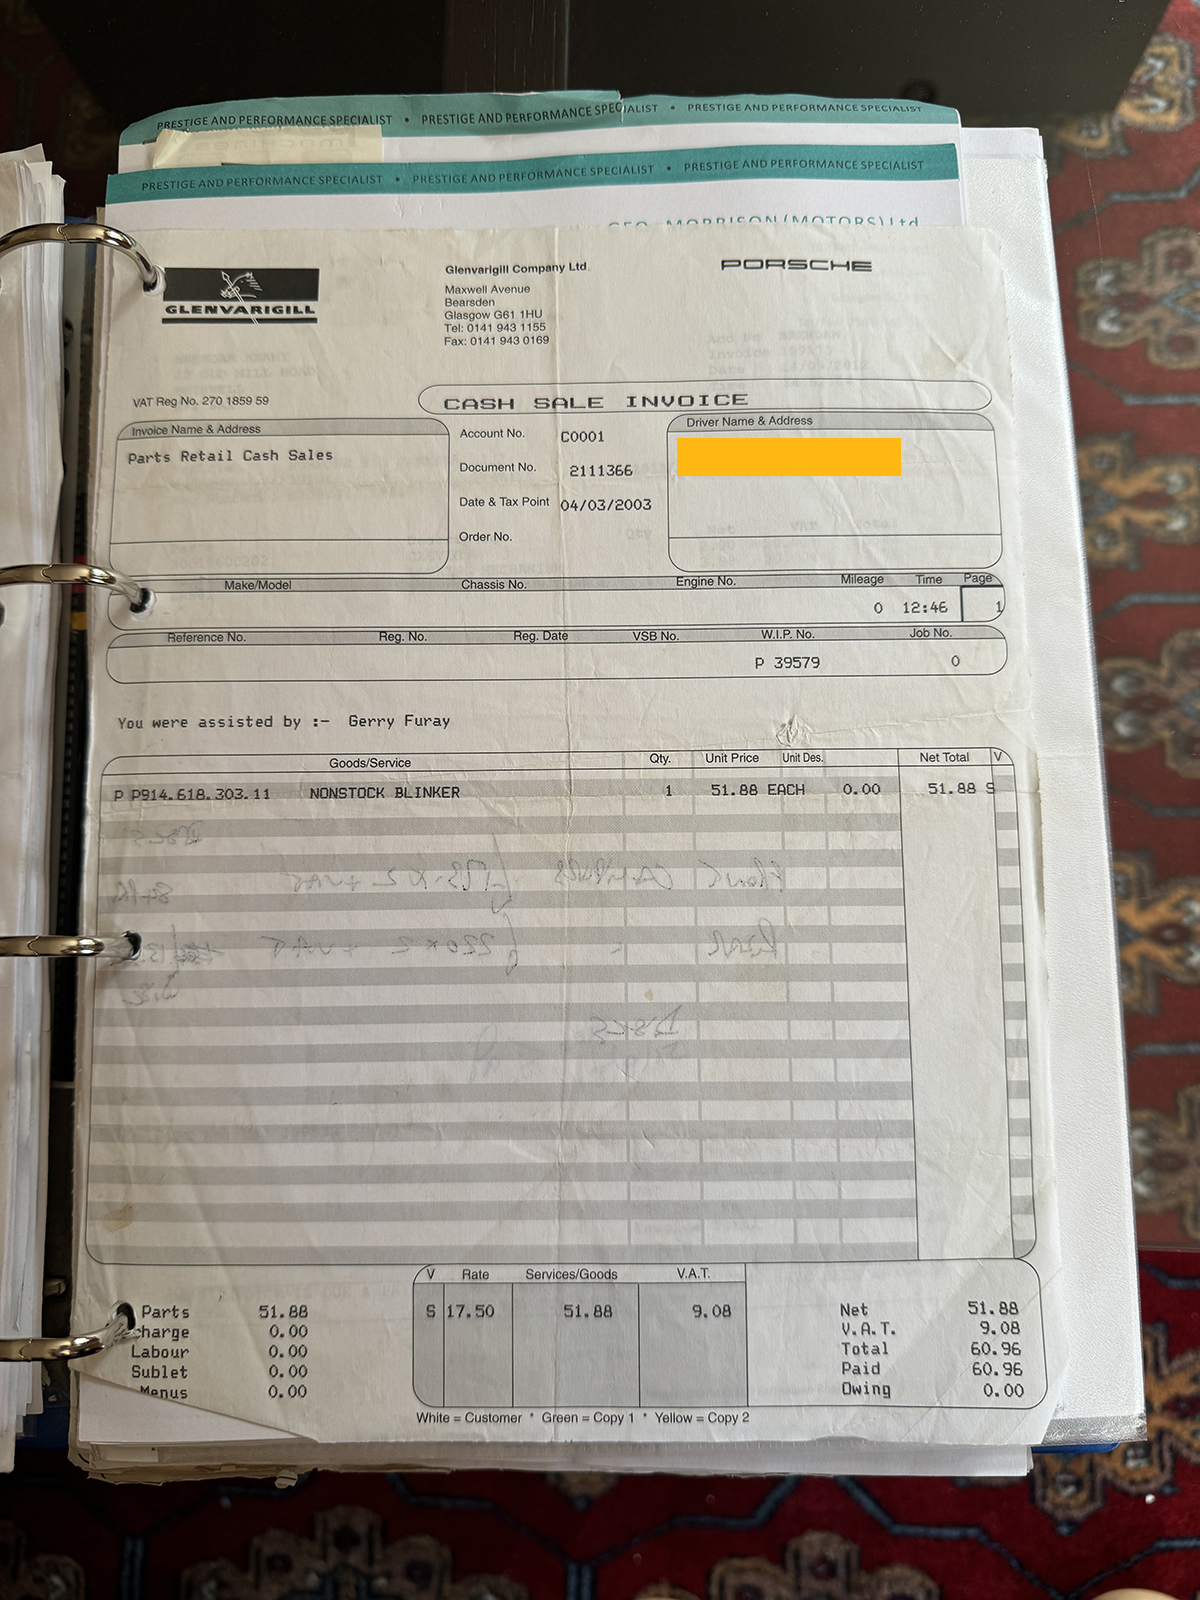 PRESTIGE AND PERFORMANCE SPECIALIST • PRESTIGE AND PERFORMANCE SPECIALIST • PRESTIGE AND PERFORMANCE SPECIALIST
PRESTIGE AND PERFORMANCE SPECIALIST • PRESTIGE AND PERFORMANCE SPECIALIST • PRESTIGE AND PERFORMANCE SPECIALIST
GEO. MORRISON (MOTORS) Ltd
GLENVARIGILL
Glenvarigill Company Ltd.
Maxwell Avenue
Bearsden
Glasgow G61 1HU
Tel: 0141 943 1155
Fax: 0141 943 0169
PORSCHE
VAT Reg No. 270 1859 59
CASH SALE INVOICE
Invoice Name & Address
Parts Retail Cash Sales
Account No. C0001
Document No. 2111366
Date & Tax Point 04/03/2003
Order No.
Driver Name & Address
Make/Model Chassis No. Engine No. Mileage Time Page
0 12:46 1
Reference No. Reg. No. Reg. Date VSB No. W.I.P. No. Job No.
P 39579 0
You were assisted by :- Gerry Furay
Goods/Service Qty. Unit Price Unit Des. Net Total V
P P914.618.303.11 NONSTOCK BLINKER 1 51.88 EACH 0.00 51.88 S
V Rate Services/Goods V.A.T.
S 17.50 51.88 9.08
Parts 51.88
charge 0.00
Labour 0.00
Sublet 0.00
Menus 0.00
Net 51.88
V.A.T. 9.08
Total 60.96
Paid 60.96
Owing 0.00
White = Customer * Green = Copy 1 * Yellow = Copy 2